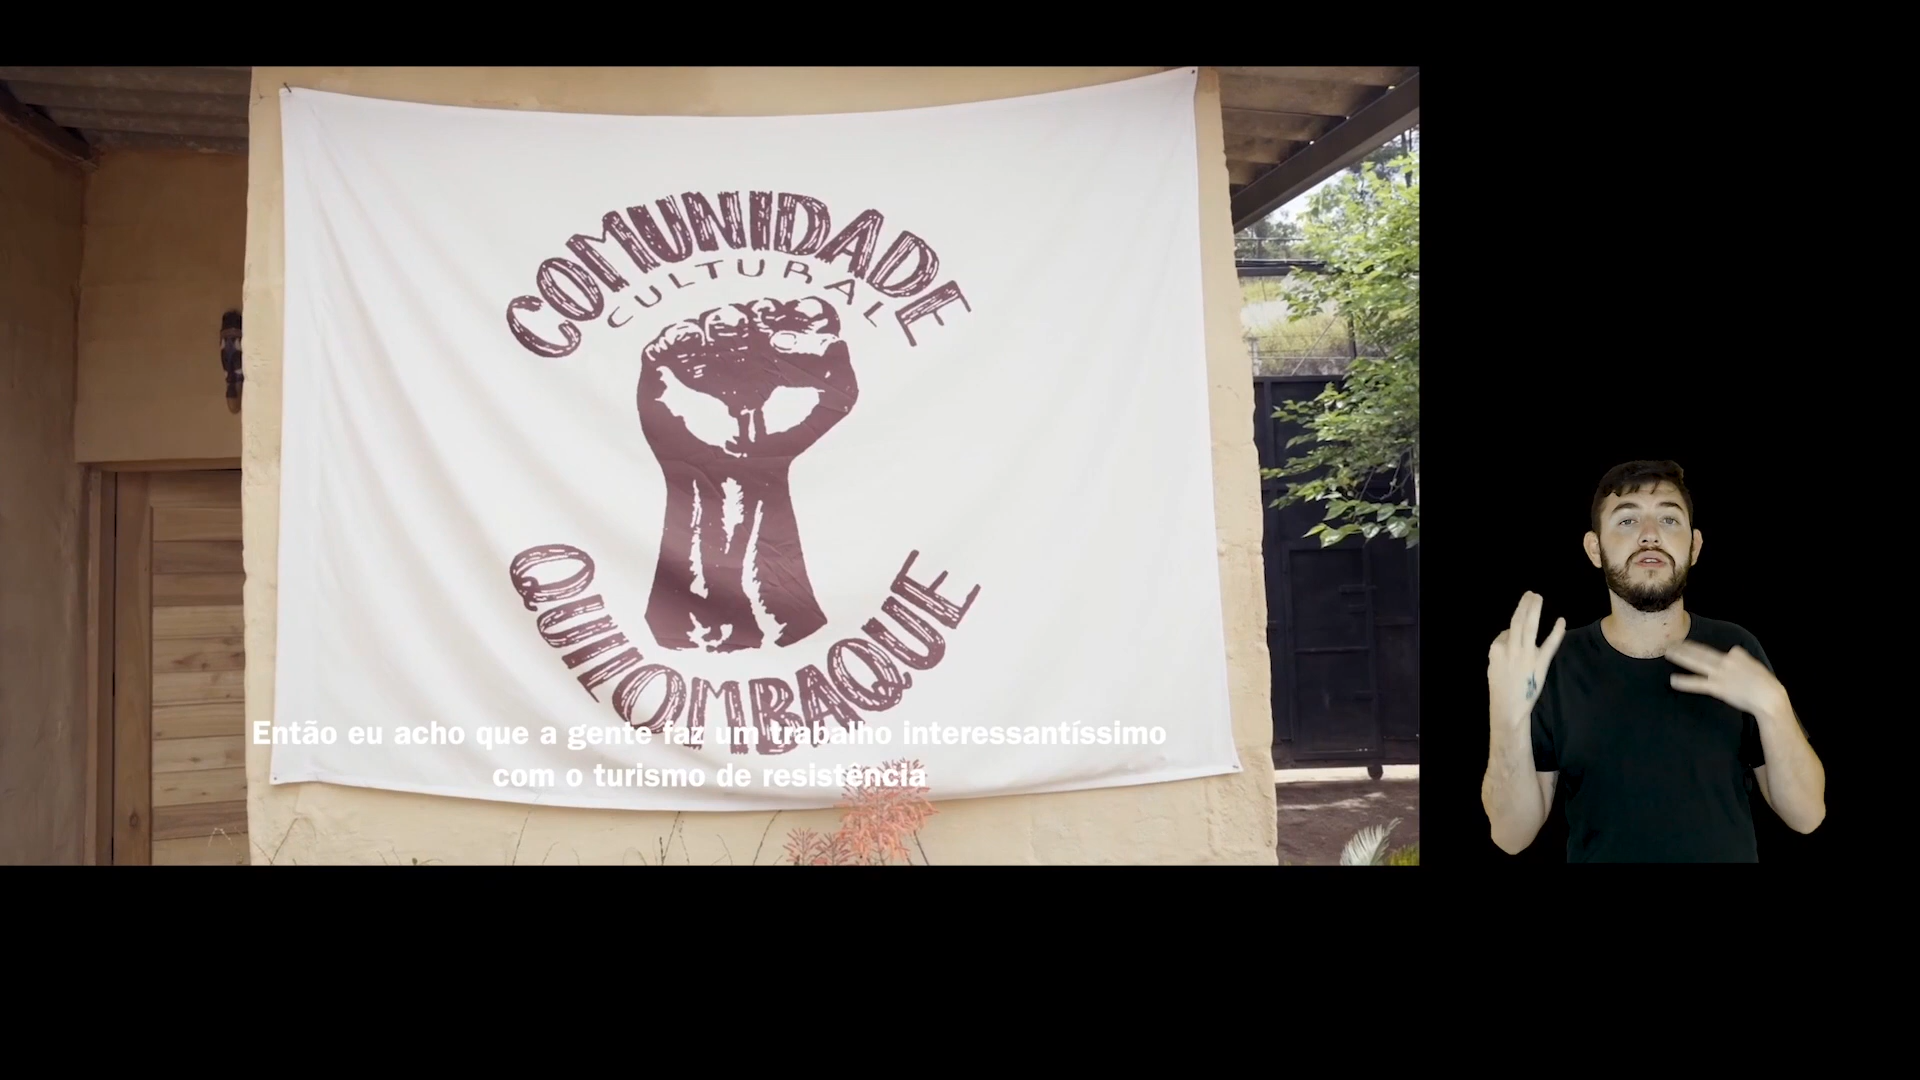 COMUNIDADE
CULTURAL
QUILOMBAQUE
Então eu acho que a gente faz um trabalho interessantíssimo
com o turismo de resistência